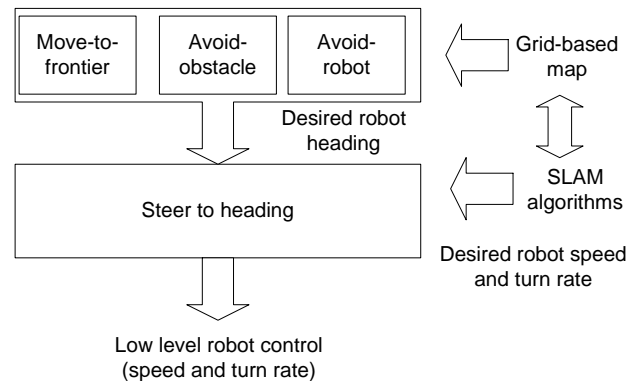 Move-to-
frontier
Avoid-
obstacle
Avoid-
robot
Grid-based
map
Desired robot
heading
Steer to heading
SLAM
algorithms
Desired robot speed
and turn rate
Low level robot control
(speed and turn rate)